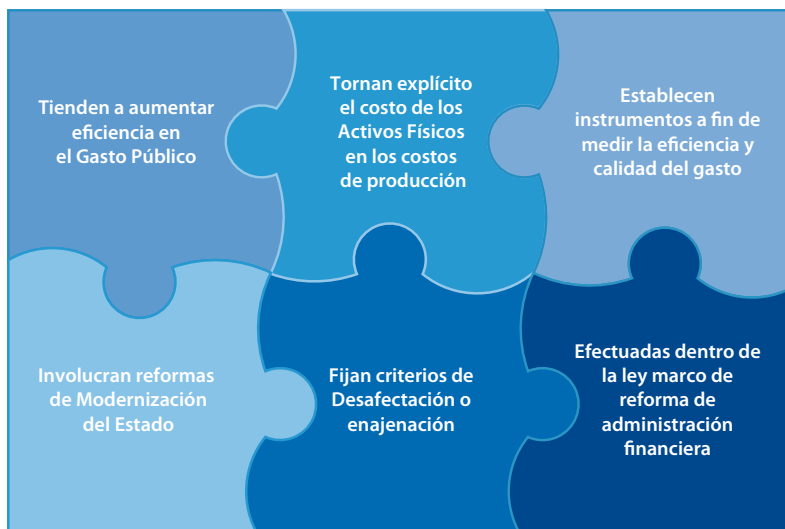 Tienden a aumentar
eficiencia en
el Gasto Público
Tornan explícito
el costo de los
Activos Físicos
en los costos
de producción
Establecen
instrumentos a fin de
medir la eficiencia y
calidad del gasto
Involucran reformas
de Modernización
del Estado
Fijan criterios de
Desafectación o
enajenación
Efectuadas dentro de
la ley marco de
reforma de
administración
financiera